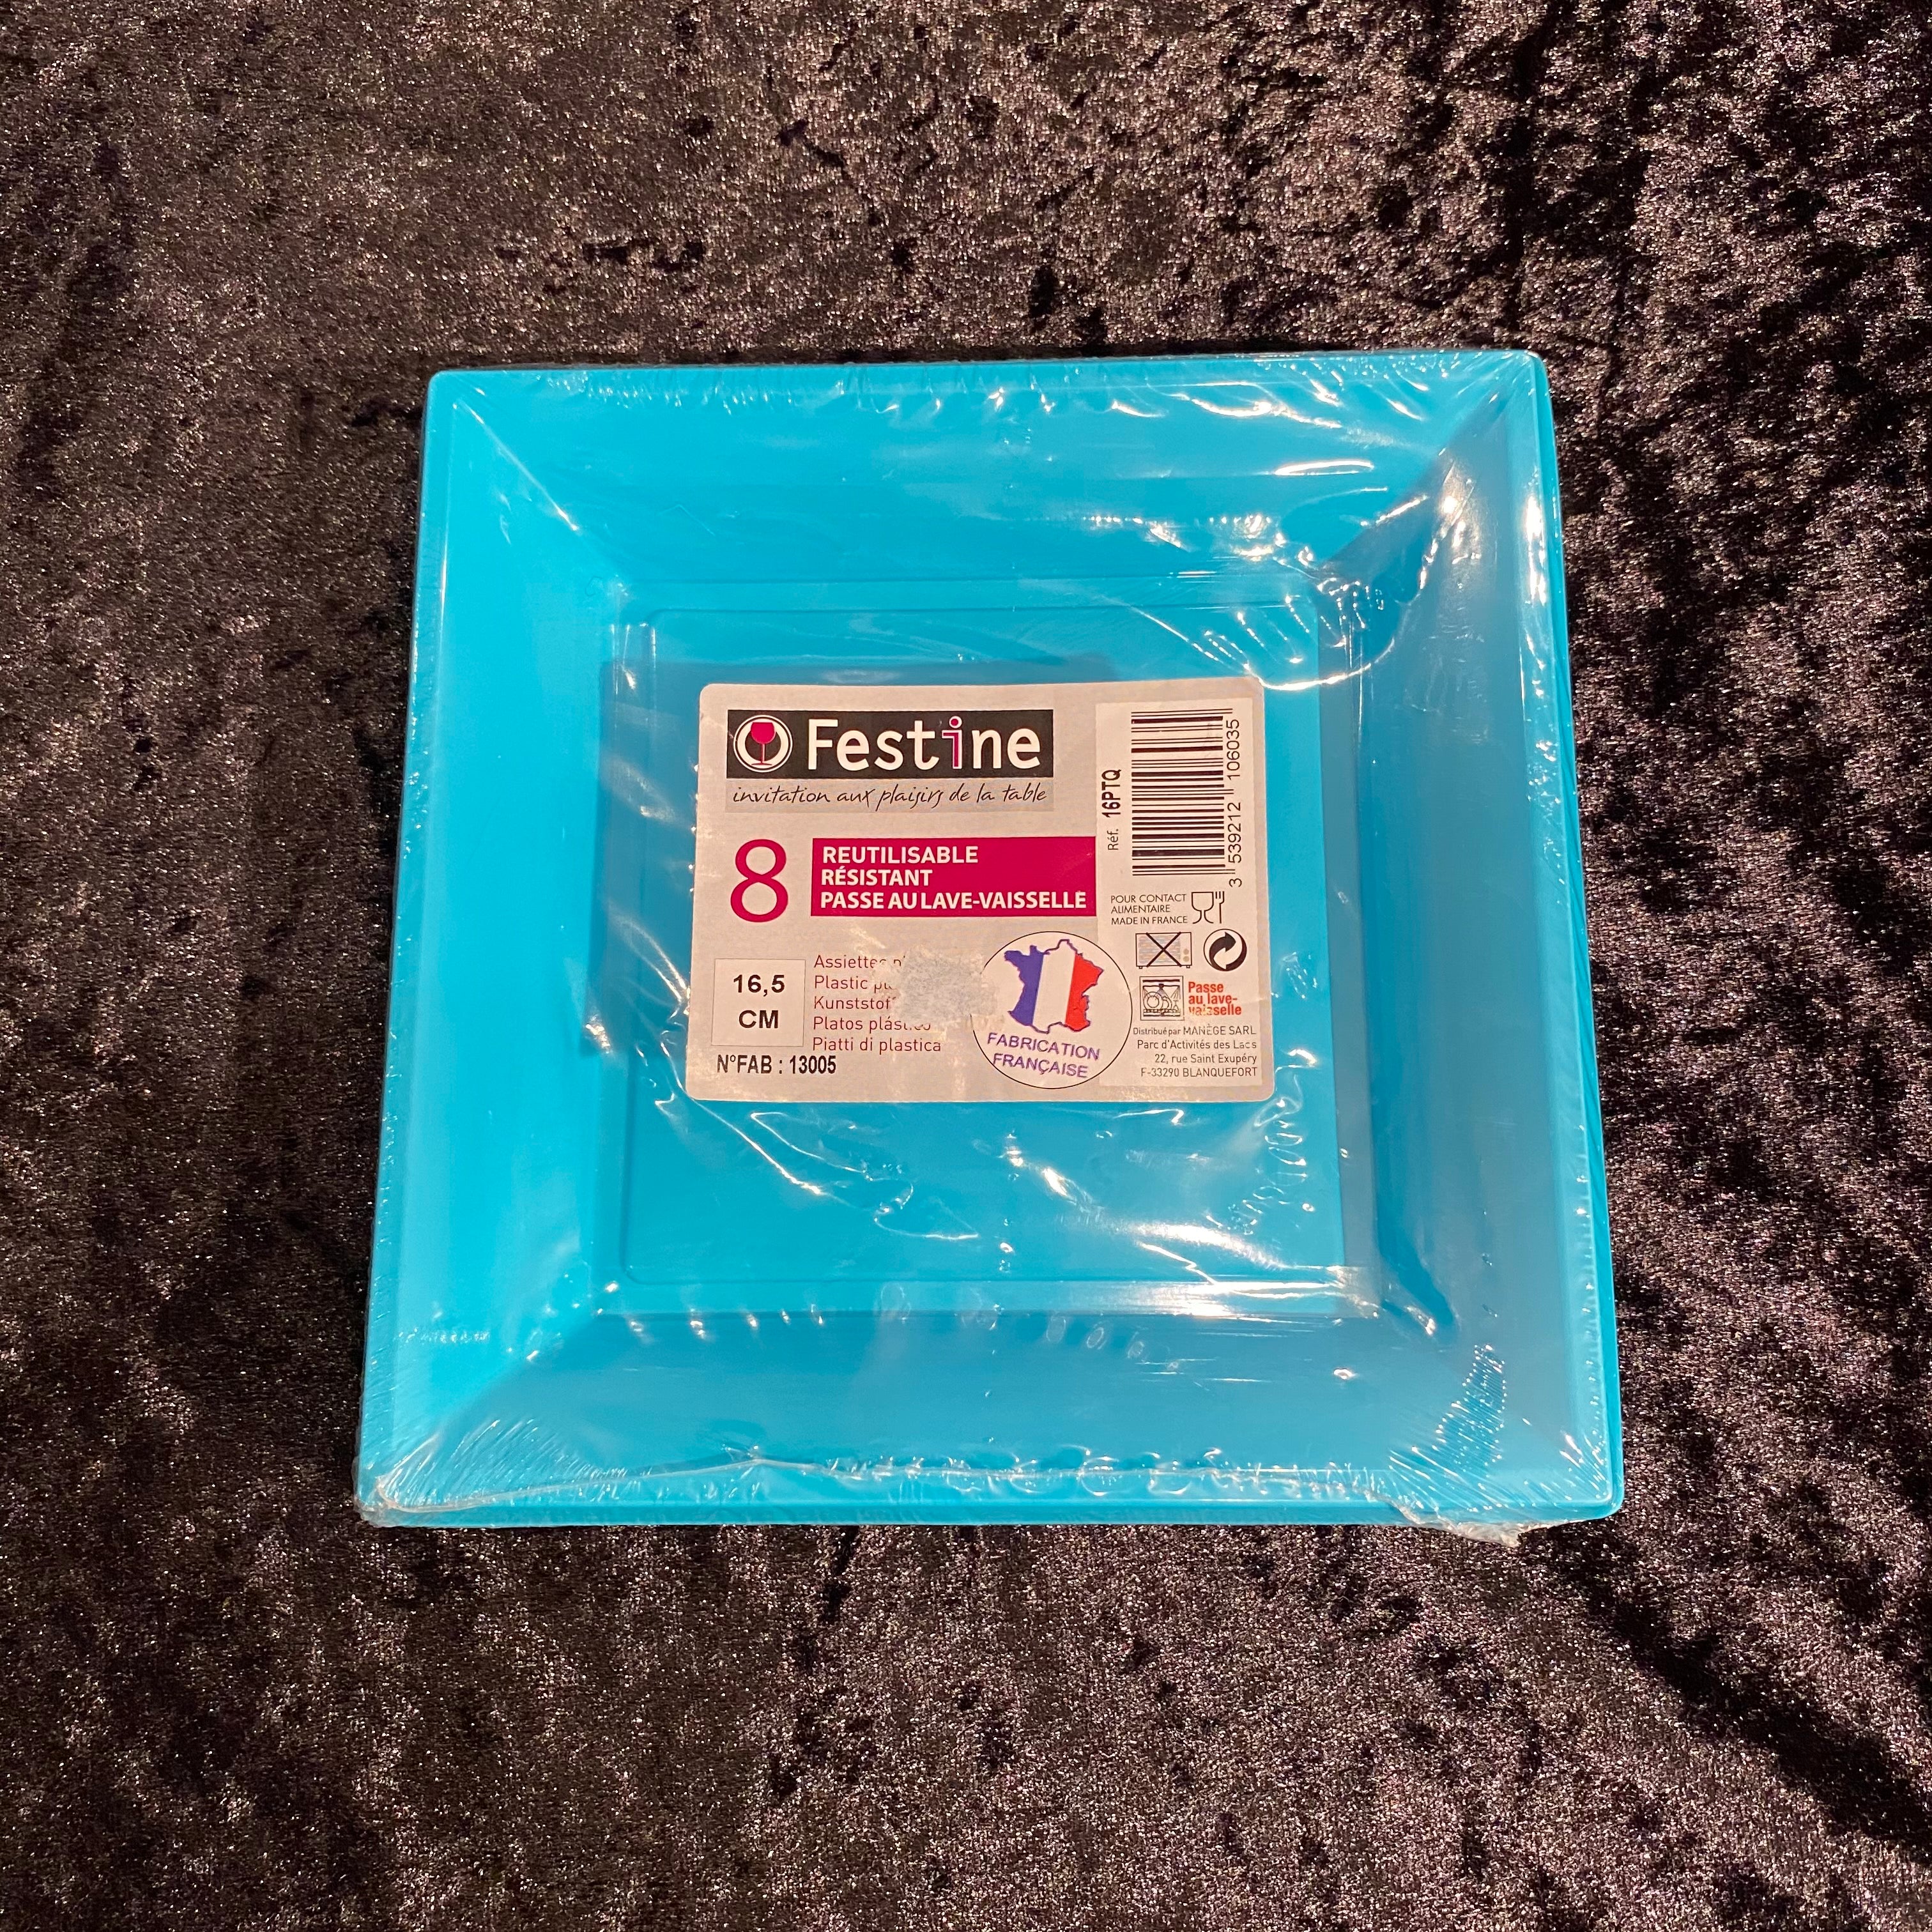 Festine
invitation aux plaisirs de la table
8
REUTILISABLE
RÉSISTANT
PASSE AU LAVE-VAISSELLE
16,5
CM
Assiettes
Plastic
Platos
Piatti di plastica
N°FAB : 13005
FABRICATION
FRANÇAISE
Réf. 16PTQ
3 539212 106035
POUR CONTACT
ALIMENTAIRE
MADE IN FRANCE
Passe
au lave-
vaisselle
Distribué par MANÈGE SARL
Parc d'Activités des Lacs
22, rue Saint Exupéry
F-33290 BLANQUEFORT